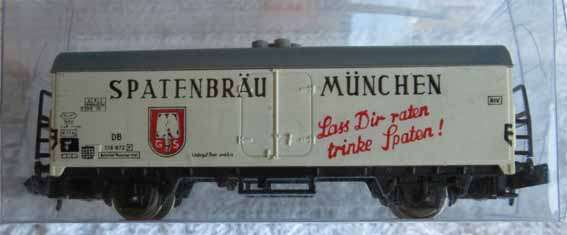 SPATENBRÄU MÜNCHEN
Lass Dir raten
trinke Spaten!
G S
DB